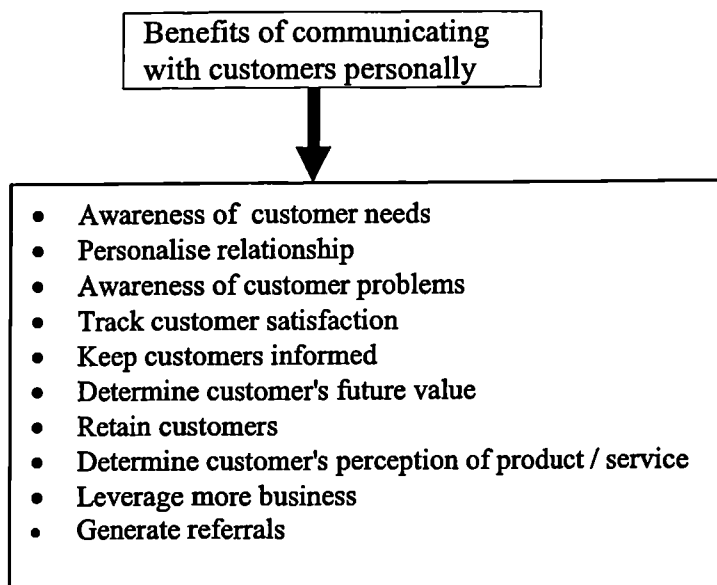 Benefits of communicating
with customers personally
• Awareness of customer needs
• Personalise relationship
• Awareness of customer problems
• Track customer satisfaction
• Keep customers informed
• Determine customer's future value
• Retain customers
• Determine customer's perception of product / service
• Leverage more business
• Generate referrals